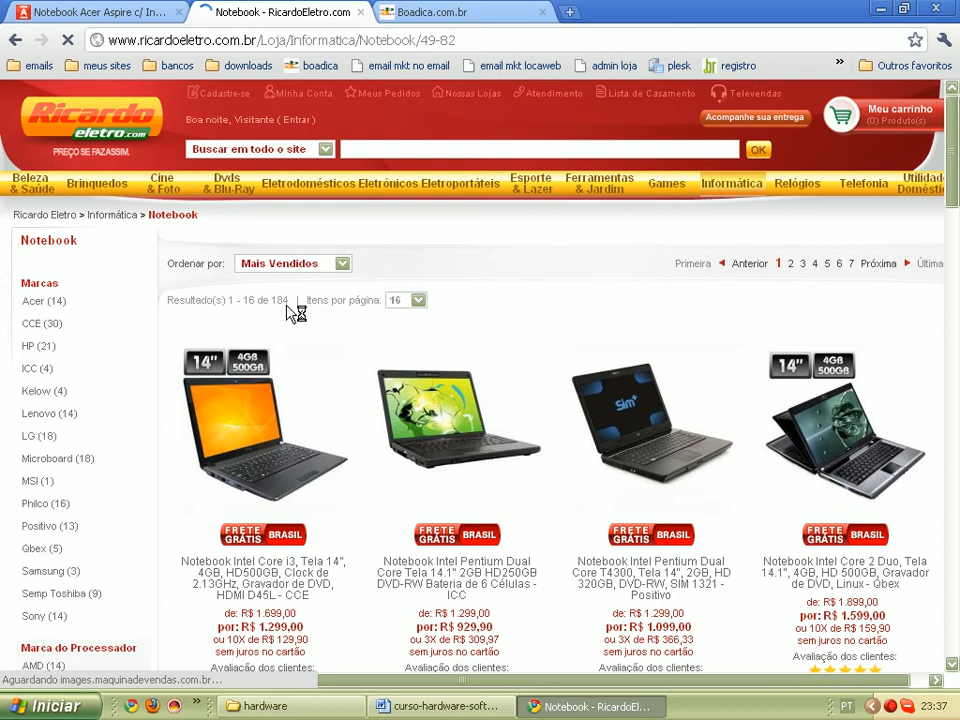 Notebook Acer Aspire c/ In...
Notebook - RicardoEletro.com
Boadica.com.br
www.ricardoeletro.com.br/Loja/Informatica/Notebook/49-82
emails
meus sites
bancos
downloads
boadica
email mkt no email
email mkt locaweb
admin loja
plesk
registro
»
Outros favoritos
Ricardo
eletro.com
PREÇO SE FAZ ASSIM.
Cadastre-se
Minha Conta
Meus Pedidos
Nossas Lojas
Atendimento
Lista de Casamento
Televendas
Boa noite, Visitante ( Entrar )
Acompanhe sua entrega
Meu carrinho
(0) Produto(s)
Buscar em todo o site
OK
Beleza
& Saúde
Brinquedos
Cine
& Foto
Dvds
& Blu-Ray
Eletrodomésticos
Eletrônicos
Eletroportáteis
Esporte
& Lazer
Ferramentas
& Jardim
Games
Informática
Relógios
Telefonia
Utilidad
Domésti
Ricardo Eletro > Informática > Notebook
Notebook
Marcas
Acer (14)
CCE (30)
HP (21)
ICC (4)
Kelow (4)
Lenovo (14)
LG (18)
Microboard (18)
MSI (1)
Philco (16)
Positivo (13)
Qbex (5)
Samsung (3)
Semp Toshiba (9)
Sony (14)
Marca do Processador
AMD (14)
Ordenar por:
Mais Vendidos
Primeira
Anterior
1 2 3 4 5 6 7
Próxima
Última
Resultado(s) 1 - 16 de 184 | Itens por página: 16
14"
4GB
500GB
Sim+
14"
4GB
500GB
FRETE
GRÁTIS
BRASIL
FRETE
GRÁTIS
BRASIL
FRETE
GRÁTIS
BRASIL
FRETE
GRÁTIS
BRASIL
Notebook Intel Core i3, Tela 14",
4GB, HD500GB, Clock de
2.13GHz, Gravador de DVD,
HDMI D45L - CCE
de: R$ 1.699,00
por: R$ 1.299,00
ou 10X de R$ 129,90
sem juros no cartão
Avaliação dos clientes:
Notebook Intel Pentium Dual
Core Tela 14.1" 2GB HD250GB
DVD-RW Bateria de 6 Células -
ICC
de: R$ 1.299,00
por: R$ 929,90
ou 3X de R$ 309,97
sem juros no cartão
Avaliação dos clientes:
Notebook Intel Pentium Dual
Core T4300, Tela 14", 2GB, HD
320GB, DVD-RW, SIM 1321 -
Positivo
de: R$ 1.299,00
por: R$ 1.099,00
ou 3X de R$ 366,33
sem juros no cartão
Avaliação dos clientes:
Notebook Intel Core 2 Duo, Tela
14.1", 4GB, HD 500GB, Gravador
de DVD, Linux - Qbex
de: R$ 1.899,00
por: R$ 1.599,00
ou 10X de R$ 159,90
sem juros no cartão
Avaliação dos clientes:
Aguardando images.maquinadevendas.com.br...
Iniciar
»
hardware
curso-hardware-soft...
Notebook - RicardoEl...
PT
23:37